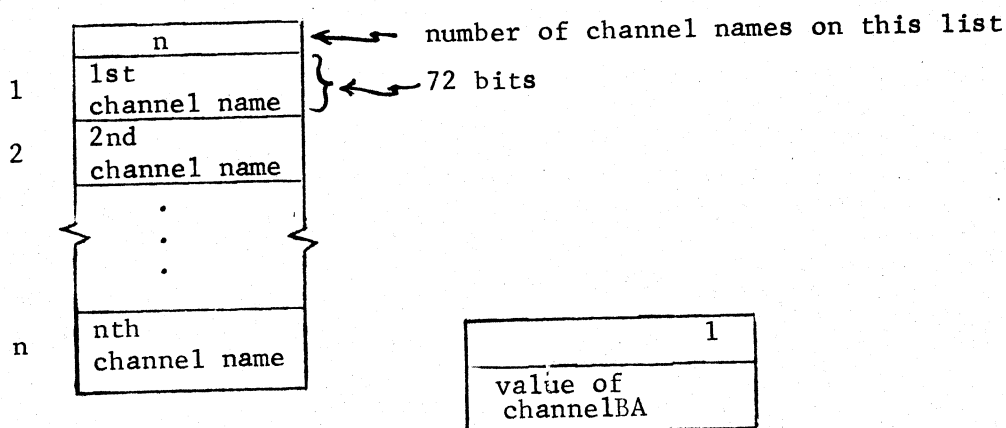 n
number of channel names on this list
1
1st
channel name
72 bits
2
2nd
channel name
n
nth
channel name
1
value of
channelBA